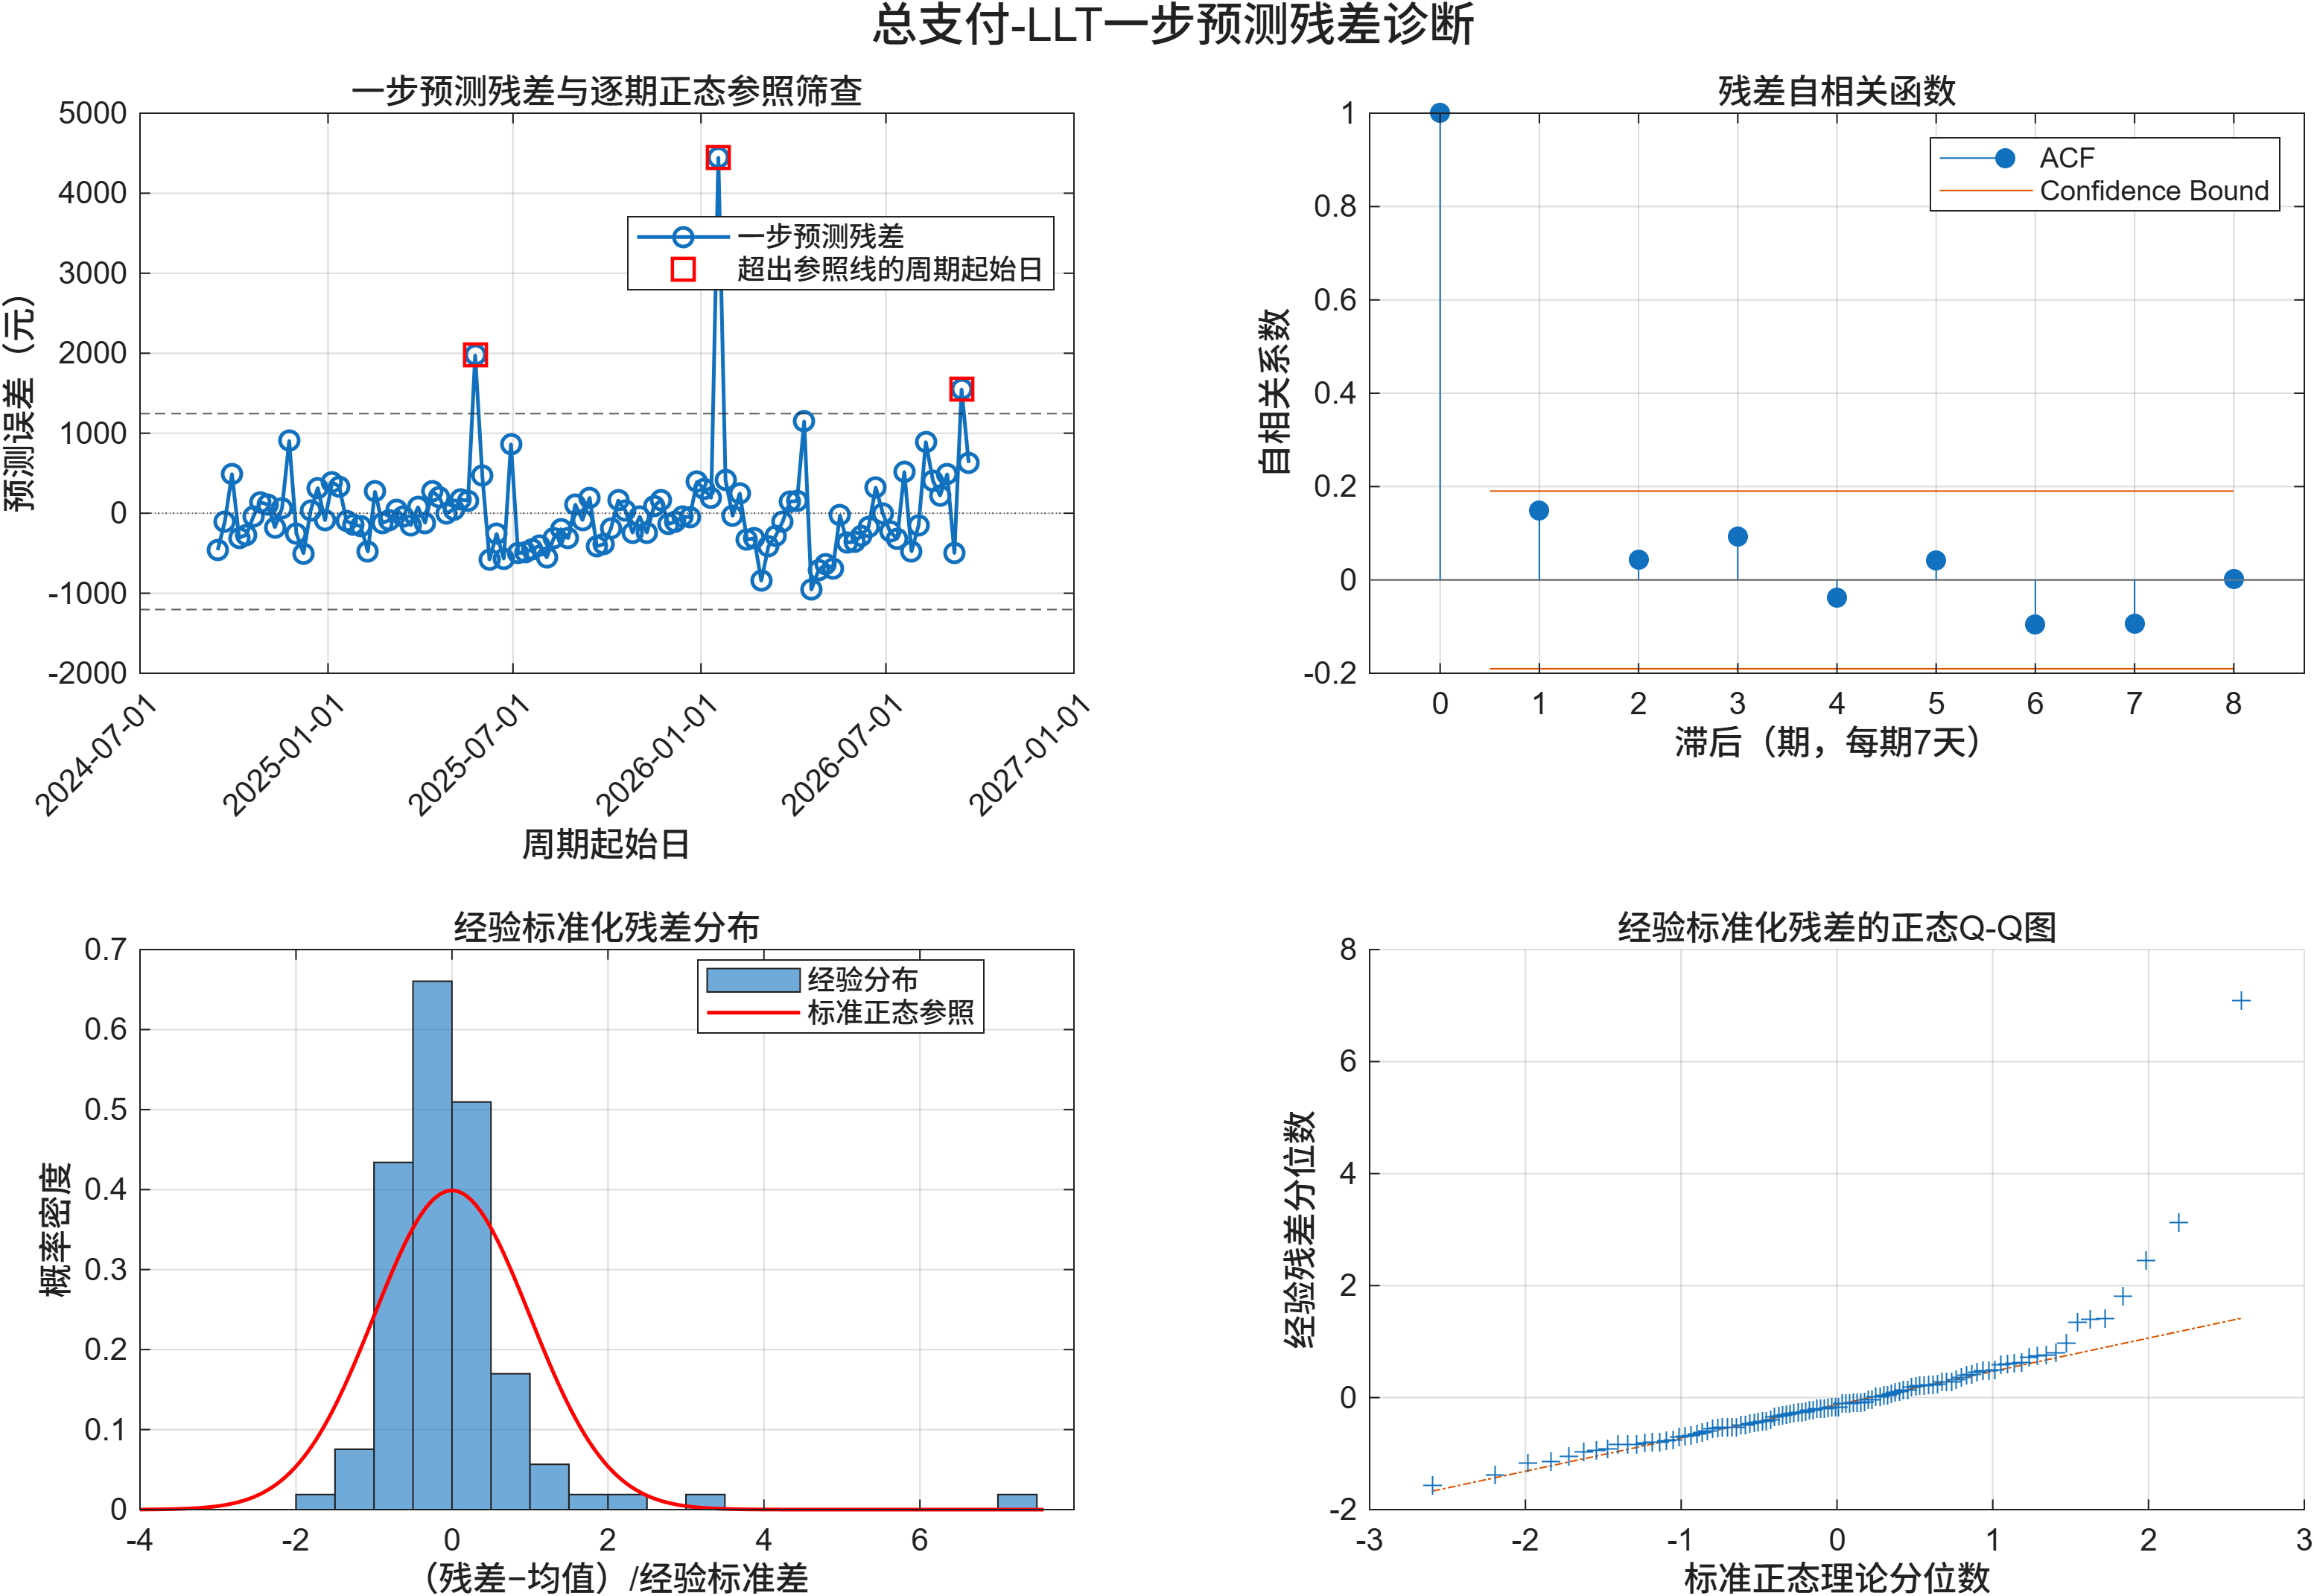 总支付-LLT一步预测残差诊断
一步预测残差与逐期正态参照筛查
5000
4000
3000
2000
1000
0
-1000
-2000
预测误差（元）
一步预测残差
超出参照线的周期起始日
2024-07-01
2025-01-01
2025-07-01
2026-01-01
2026-07-01
2027-01-01
周期起始日
残差自相关函数
1
0.8
0.6
0.4
0.2
0
-0.2
自相关系数
ACF
Confidence Bound
0 1 2 3 4 5 6 7 8
滞后（期，每期7天）
经验标准化残差分布
0.7
0.6
0.5
0.4
0.3
0.2
0.1
0
概率密度
经验分布
标准正态参照
-4 -2 0 2 4 6
（残差−均值）/经验标准差
经验标准化残差的正态Q-Q图
8
6
4
2
0
-2
经验残差分位数
-3 -2 -1 0 1 2 3
标准正态理论分位数